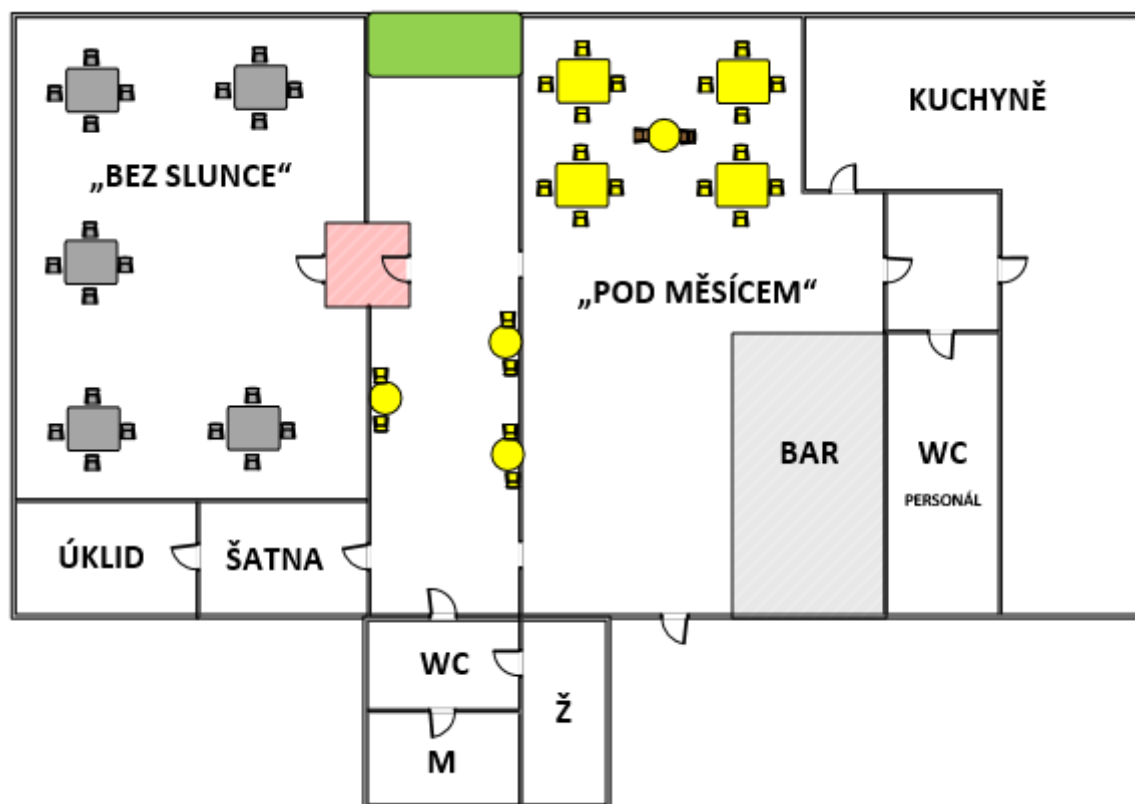 KUCHYNĚ
„BEZ SLUNCE“
„POD MĚSÍCEM“
BAR
WC
PERSONÁL
ÚKLID
ŠATNA
WC
Ž
M